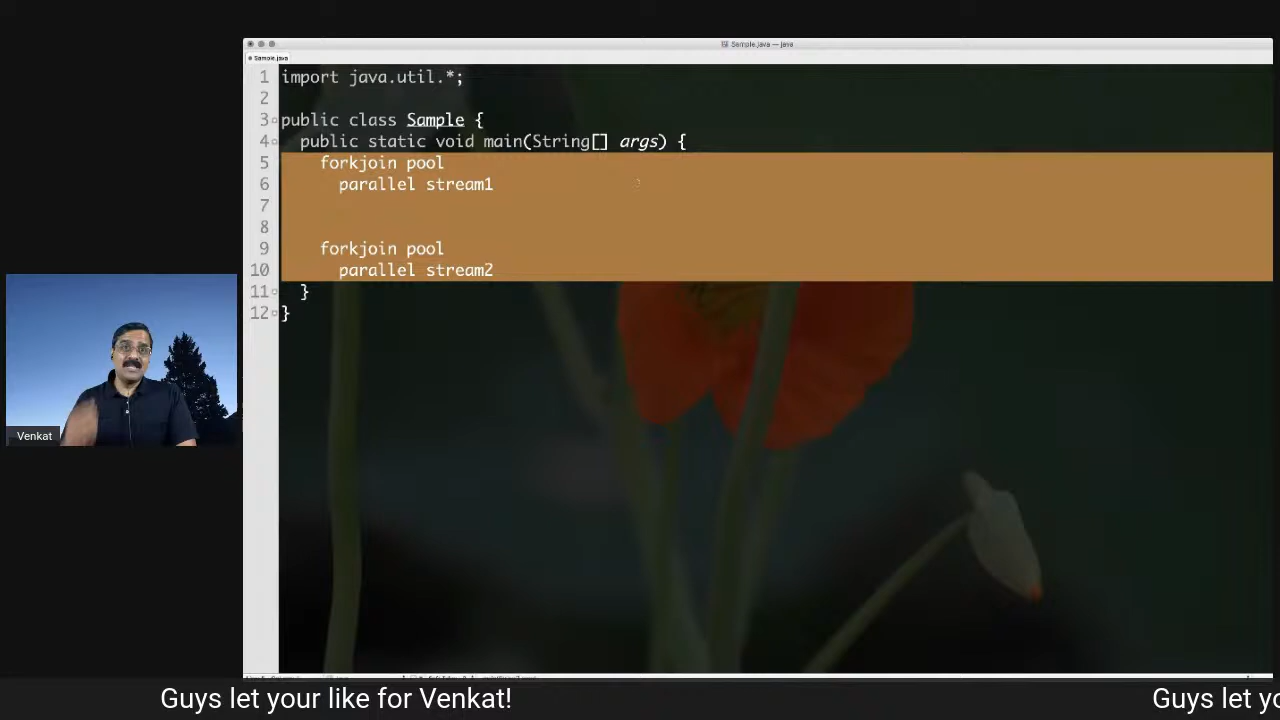 Sample.java — java
Sample.java
1 import java.util.*;
2
3 public class Sample {
4 public static void main(String[] args) {
5 forkjoin pool
6 parallel stream1
7
8
9 forkjoin pool
10 parallel stream2
11 }
12 }
Venkat
Guys let your like for Venkat!
Guys let yo